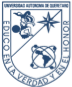 UNIVERSIDAD AUTONOMA DE QUERETARO
EDUCO EN LA VERDAD Y EN EL HONOR